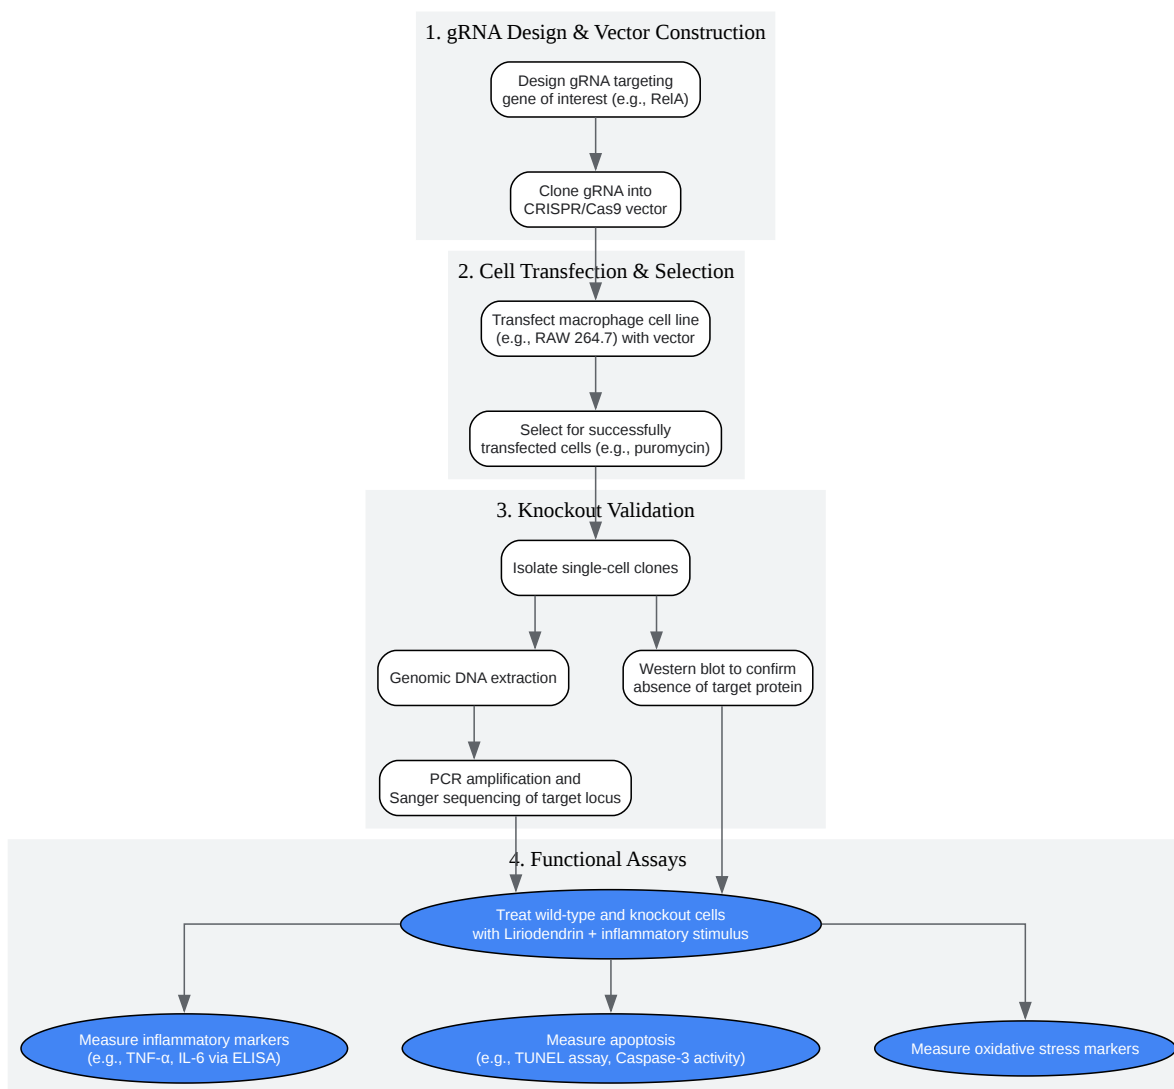 1. gRNA Design & Vector Construction
Design gRNA targeting
gene of interest (e.g., RelA)
Clone gRNA into
CRISPR/Cas9 vector
2. Cell Transfection & Selection
Transfect macrophage cell line
(e.g., RAW 264.7) with vector
Select for successfully
transfected cells (e.g., puromycin)
3. Knockout Validation
Isolate single-cell clones
Genomic DNA extraction
Western blot to confirm
absence of target protein
PCR amplification and
Sanger sequencing of target locus
4. Functional Assays
Treat wild-type and knockout cells
with Liriodendrin + inflammatory stimulus
Measure inflammatory markers
(e.g., TNF-α, IL-6 via ELISA)
Measure apoptosis
(e.g., TUNEL assay, Caspase-3 activity)
Measure oxidative stress markers